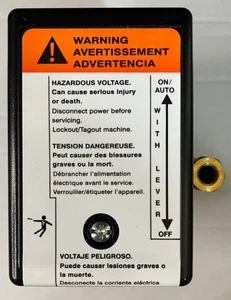 WARNING
AVERTISSEMENT
ADVERTENCIA
HAZARDOUS VOLTAGE.
Can cause serious injury
or death.
Disconnect power before
servicing.
Lockout/Tagout machine.
TENSION DANGEREUSE.
Peut causer des blessures
graves ou la mort.
Débrancher l'alimentation
électrique avant le service.
Verrouiller/étiqueter l'appareil.
VOLTAJE PELIGROSO.
Puede causar lesiones graves o
la muerte.
Desconecte la corriente eléctrica
ON/
AUTO
WITH LEVER
OFF